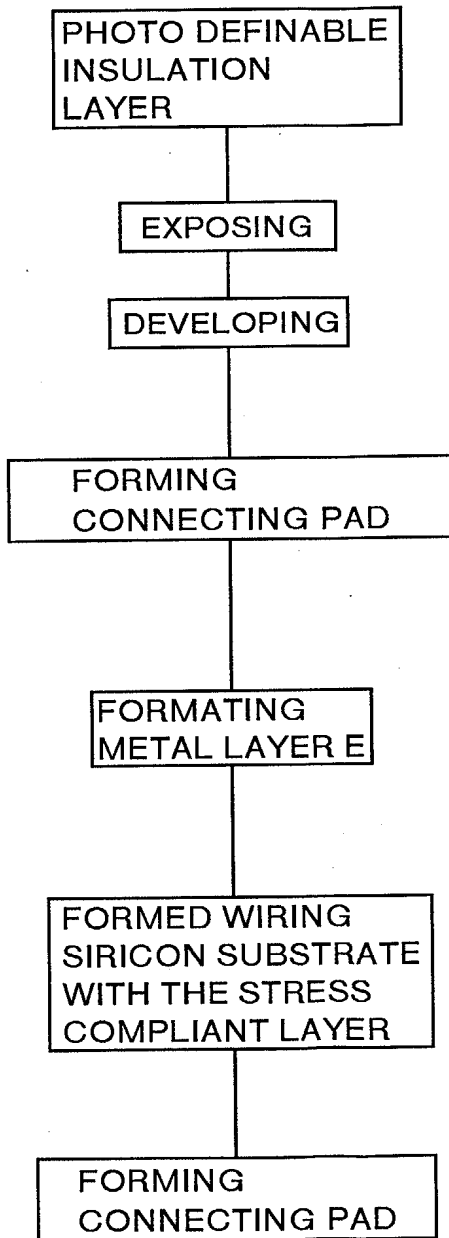 PHOTO DEFINABLE
INSULATION
LAYER
EXPOSING
DEVELOPING
FORMING
CONNECTING PAD
FORMATING
METAL LAYER E
FORMED WIRING
SIRICON SUBSTRATE
WITH THE STRESS
COMPLIANT LAYER
FORMING
CONNECTING PAD